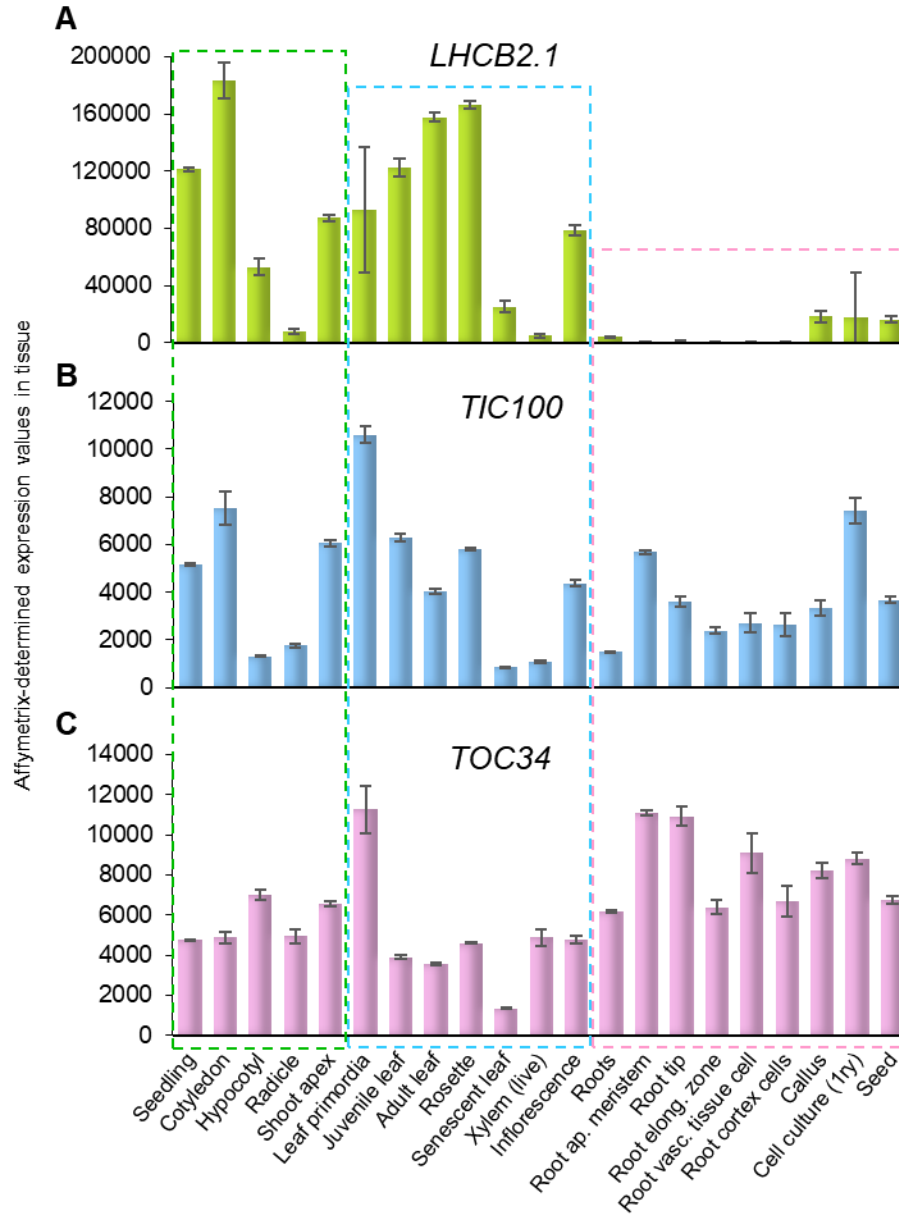 A
LHCB2.1
200000
160000
120000
80000
40000
0
B
TIC100
12000
10000
8000
6000
4000
2000
0
C
TOC34
14000
12000
10000
8000
6000
4000
2000
0
Affymetrix-determined expression values in tissue
Seedling
Cotyledon
Hypocotyl
Radicle
Shoot apex
Leaf primordia
Juvenile leaf
Adult leaf
Rosette
Senescent leaf
Xylem (live)
Inflorescence
Roots
Root ap. meristem
Root tip
Root elong. zone
Root vasc. tissue cell
Root cortex cells
Callus
Cell culture (1ry)
Seed